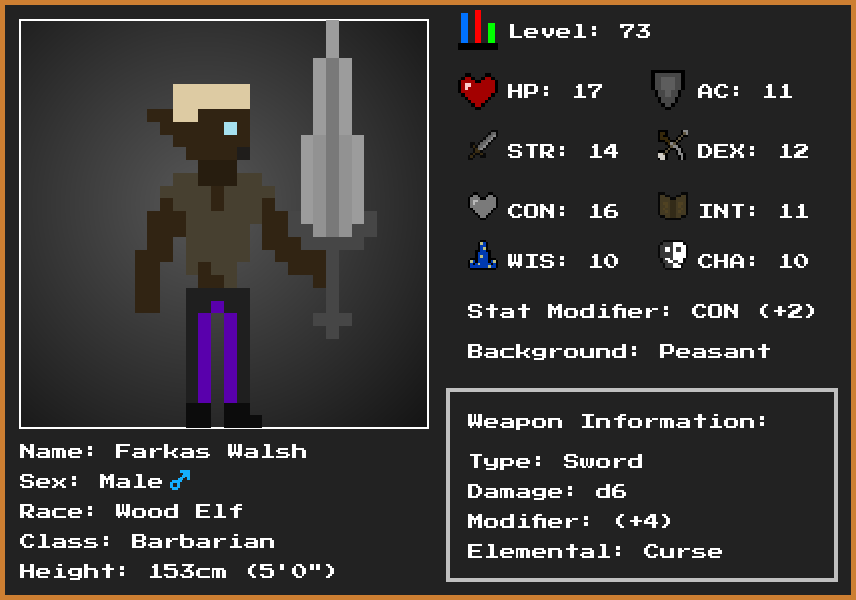 Level: 73
HP: 17
AC: 11
STR: 14
DEX: 12
CON: 16
INT: 11
WIS: 10
CHA: 10
Stat Modifier: CON (+2)
Background: Peasant
Weapon Information:
Type: Sword
Damage: d6
Modifier: (+4)
Elemental: Curse
Name: Farkas Walsh
Sex: Male♂
Race: Wood Elf
Class: Barbarian
Height: 153cm (5'0")